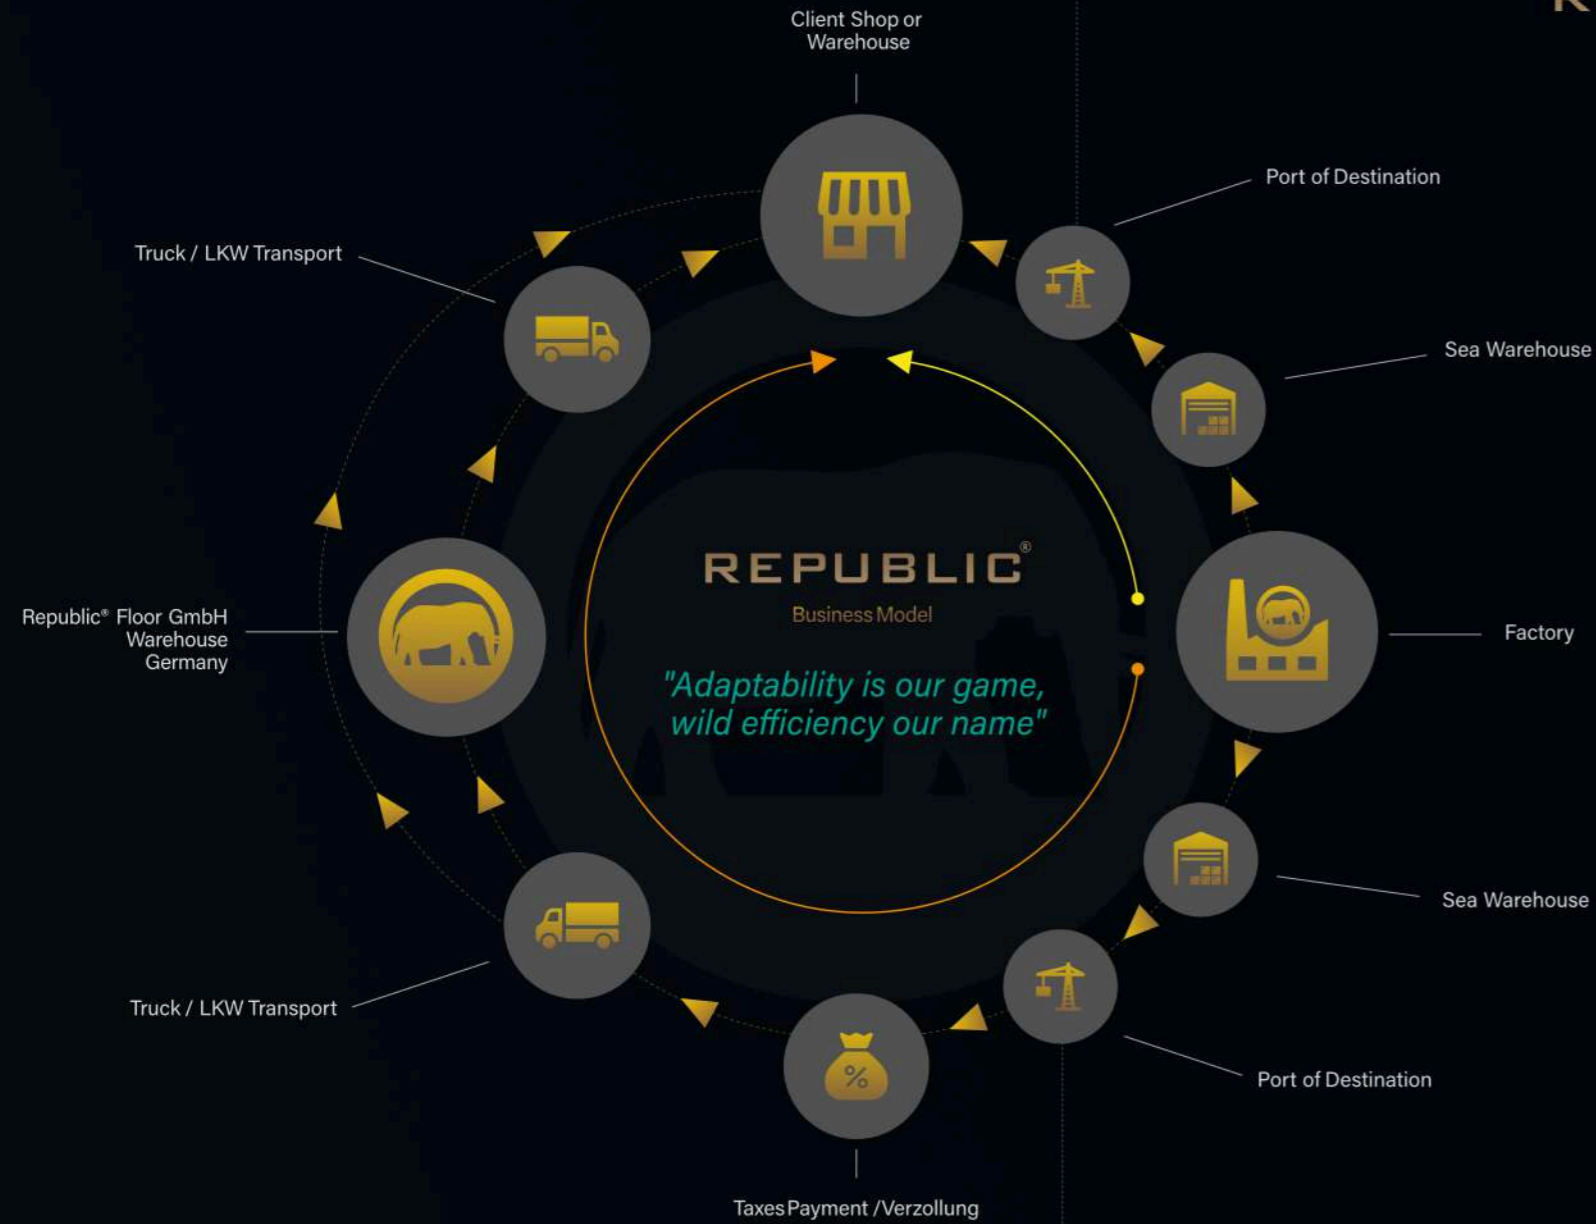 Client Shop or
Warehouse
Port of Destination
Truck / LKW Transport
Sea Warehouse
REPUBLIC®
Business Model
Republic® Floor GmbH
Warehouse
Germany
Factory
"Adaptability is our game,
wild efficiency our name"
Sea Warehouse
Truck / LKW Transport
%
Port of Destination
Taxes Payment / Verzollung